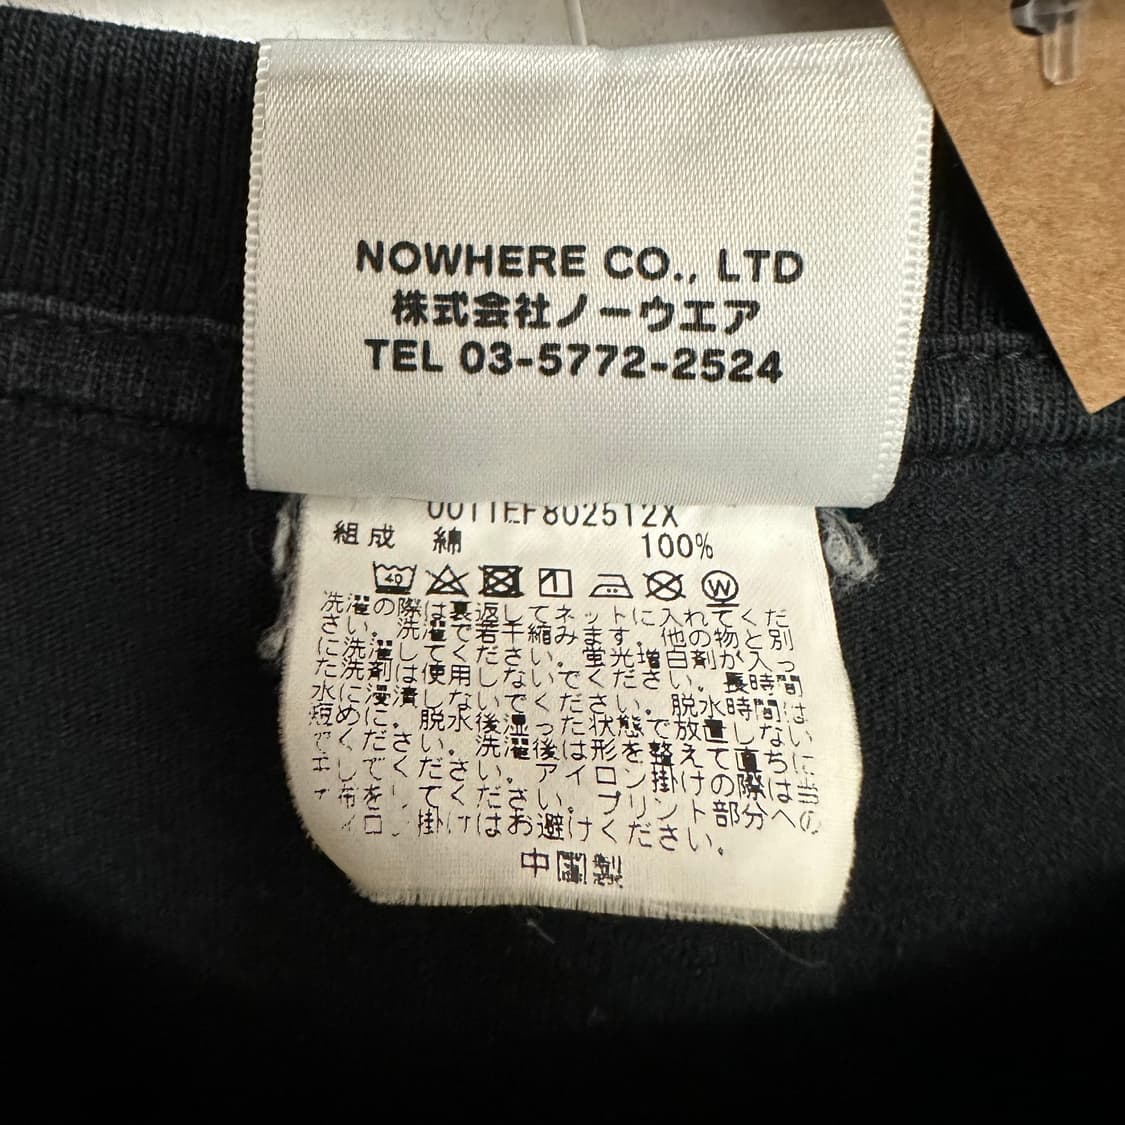 NOWHERE CO., LTD
株式会社ノーウエア
TEL 03-5772-2524
0011EF802512X
組成 綿 100%
40
W
洗濯の際は裏返してネットに入れてくだ
さい。洗濯で若干縮みます。他の物と別
に洗濯してください。蛍光増白剤が入っ
た洗剤は使用しないでください。長時間
水に浸漬しないでください。脱水時間は
短めに。脱水後湿った状態で放置しない
でください。洗濯後は形を整えて直ちに
干してください。アイロン掛けの際は当
て布をしてください。プリント部分への
イロン掛けはお避けください。
中国製